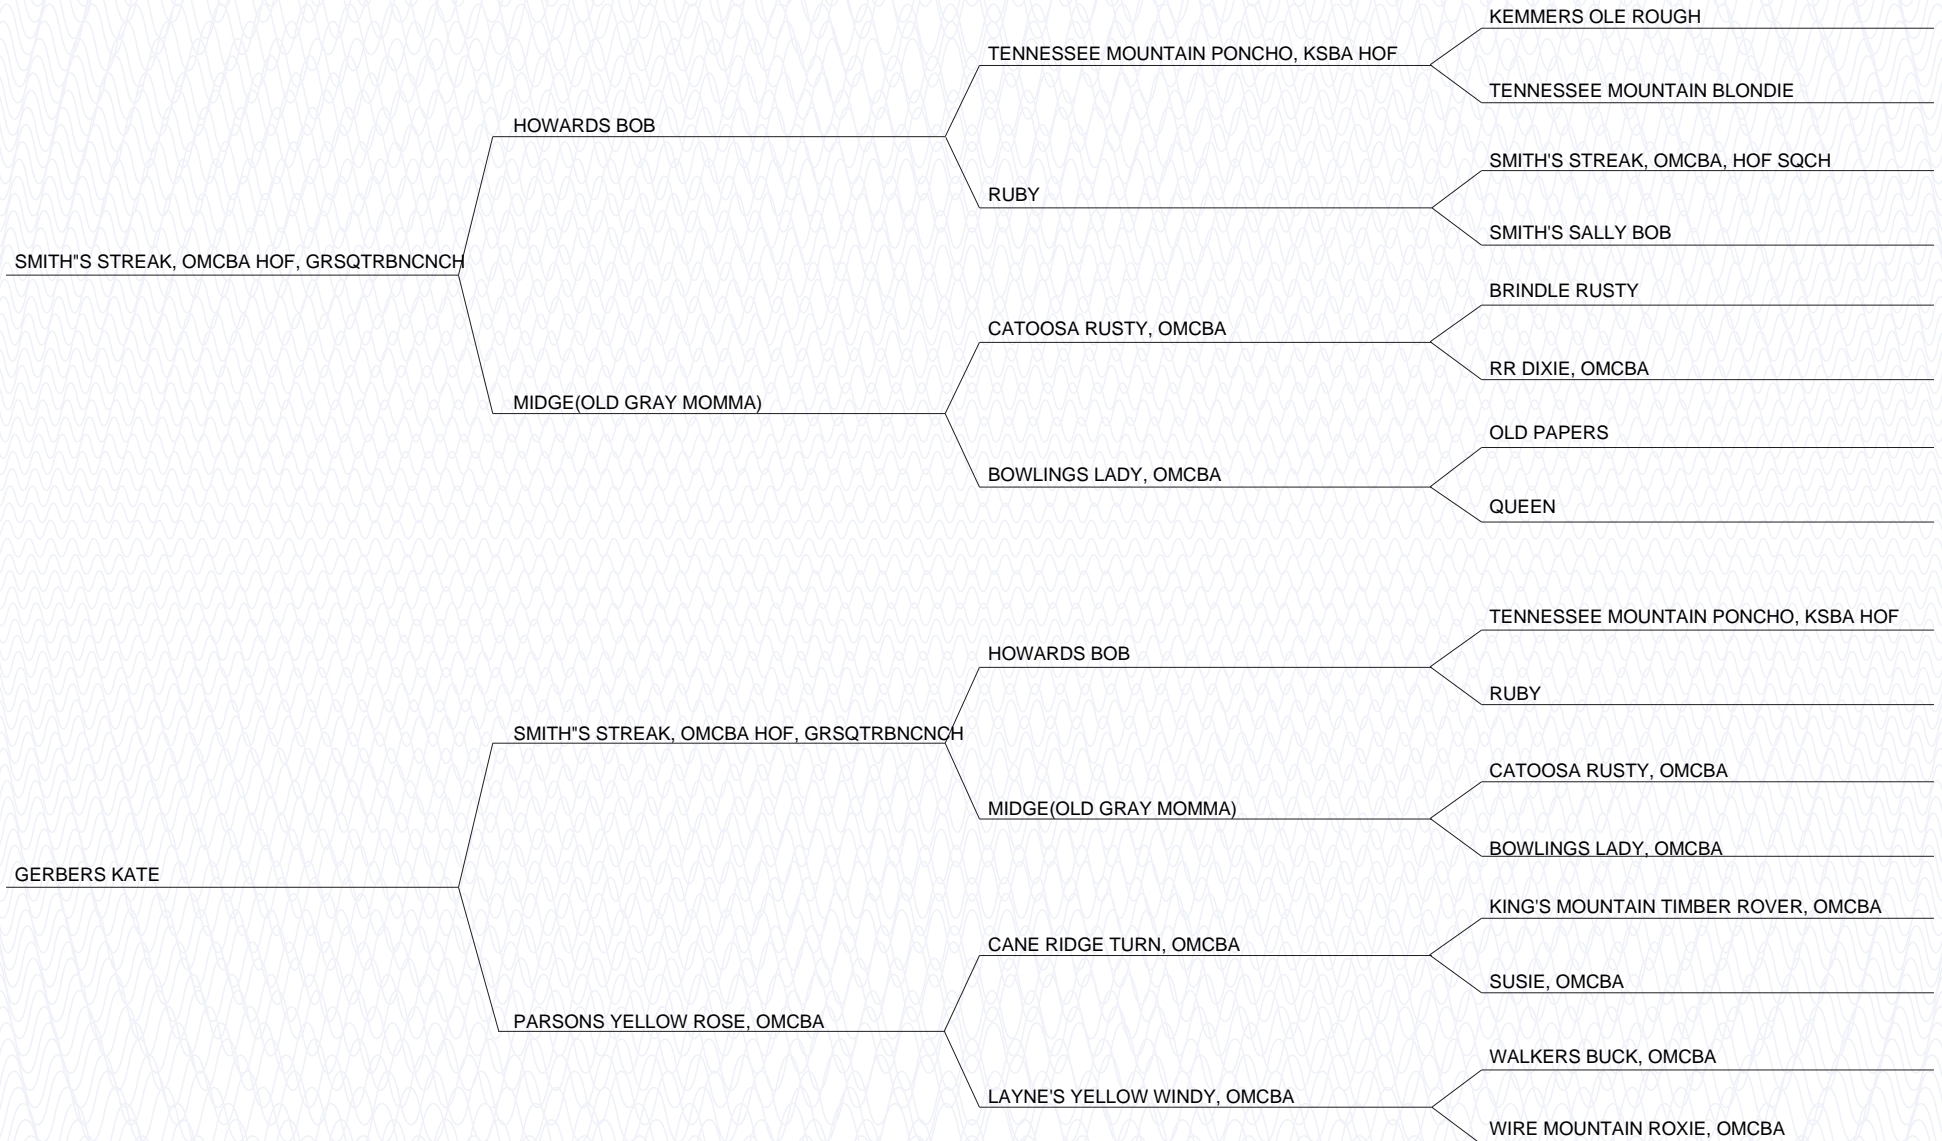 KEMMERS OLE ROUGH
TENNESSEE MOUNTAIN PONCHO, KSBA HOF
TENNESSEE MOUNTAIN BLONDIE
HOWARDS BOB
SMITH'S STREAK, OMCBA, HOF SQCH
RUBY
SMITH'S SALLY BOB
SMITH"S STREAK, OMCBA HOF, GRSQTRBNCNCH
BRINDLE RUSTY
CATOOSA RUSTY, OMCBA
RR DIXIE, OMCBA
MIDGE(OLD GRAY MOMMA)
OLD PAPERS
BOWLINGS LADY, OMCBA
QUEEN
TENNESSEE MOUNTAIN PONCHO, KSBA HOF
HOWARDS BOB
RUBY
SMITH"S STREAK, OMCBA HOF, GRSQTRBNCNCH
CATOOSA RUSTY, OMCBA
MIDGE(OLD GRAY MOMMA)
BOWLINGS LADY, OMCBA
GERBERS KATE
KING'S MOUNTAIN TIMBER ROVER, OMCBA
CANE RIDGE TURN, OMCBA
SUSIE, OMCBA
PARSONS YELLOW ROSE, OMCBA
WALKERS BUCK, OMCBA
LAYNE'S YELLOW WINDY, OMCBA
WIRE MOUNTAIN ROXIE, OMCBA